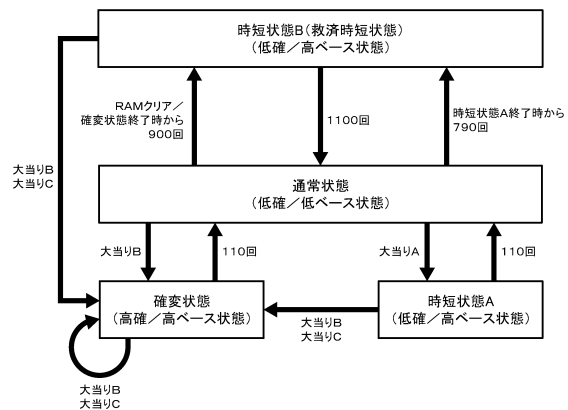 時短状態B(救済時短状態)
(低確/高ベース状態)
RAMクリア/
確変状態終了時から
900回
1100回
時短状態A終了時から
790回
大当りB
大当りC
通常状態
(低確/低ベース状態)
大当りB
110回
大当りA
110回
確変状態
(高確/高ベース状態)
大当りB
大当りC
時短状態A
(低確/高ベース状態)
大当りB
大当りC